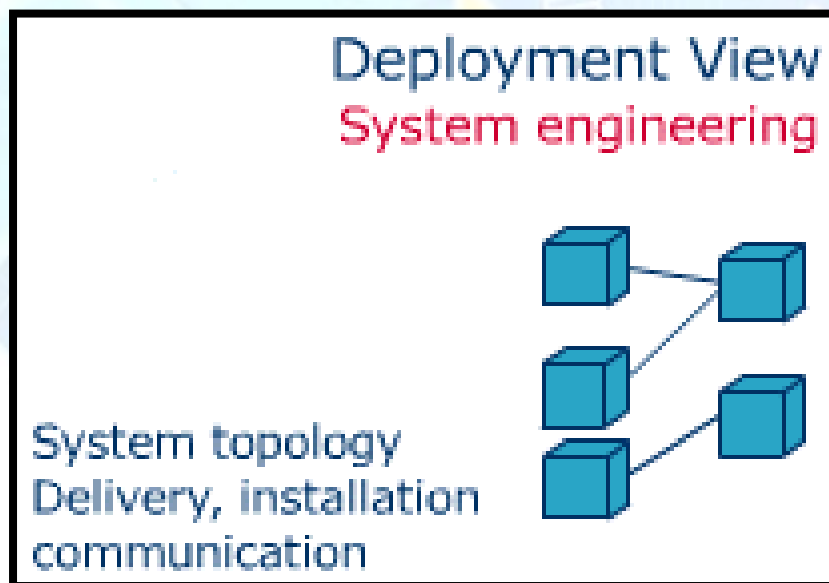 Deployment View
System engineering
System topology
Delivery, installation
communication